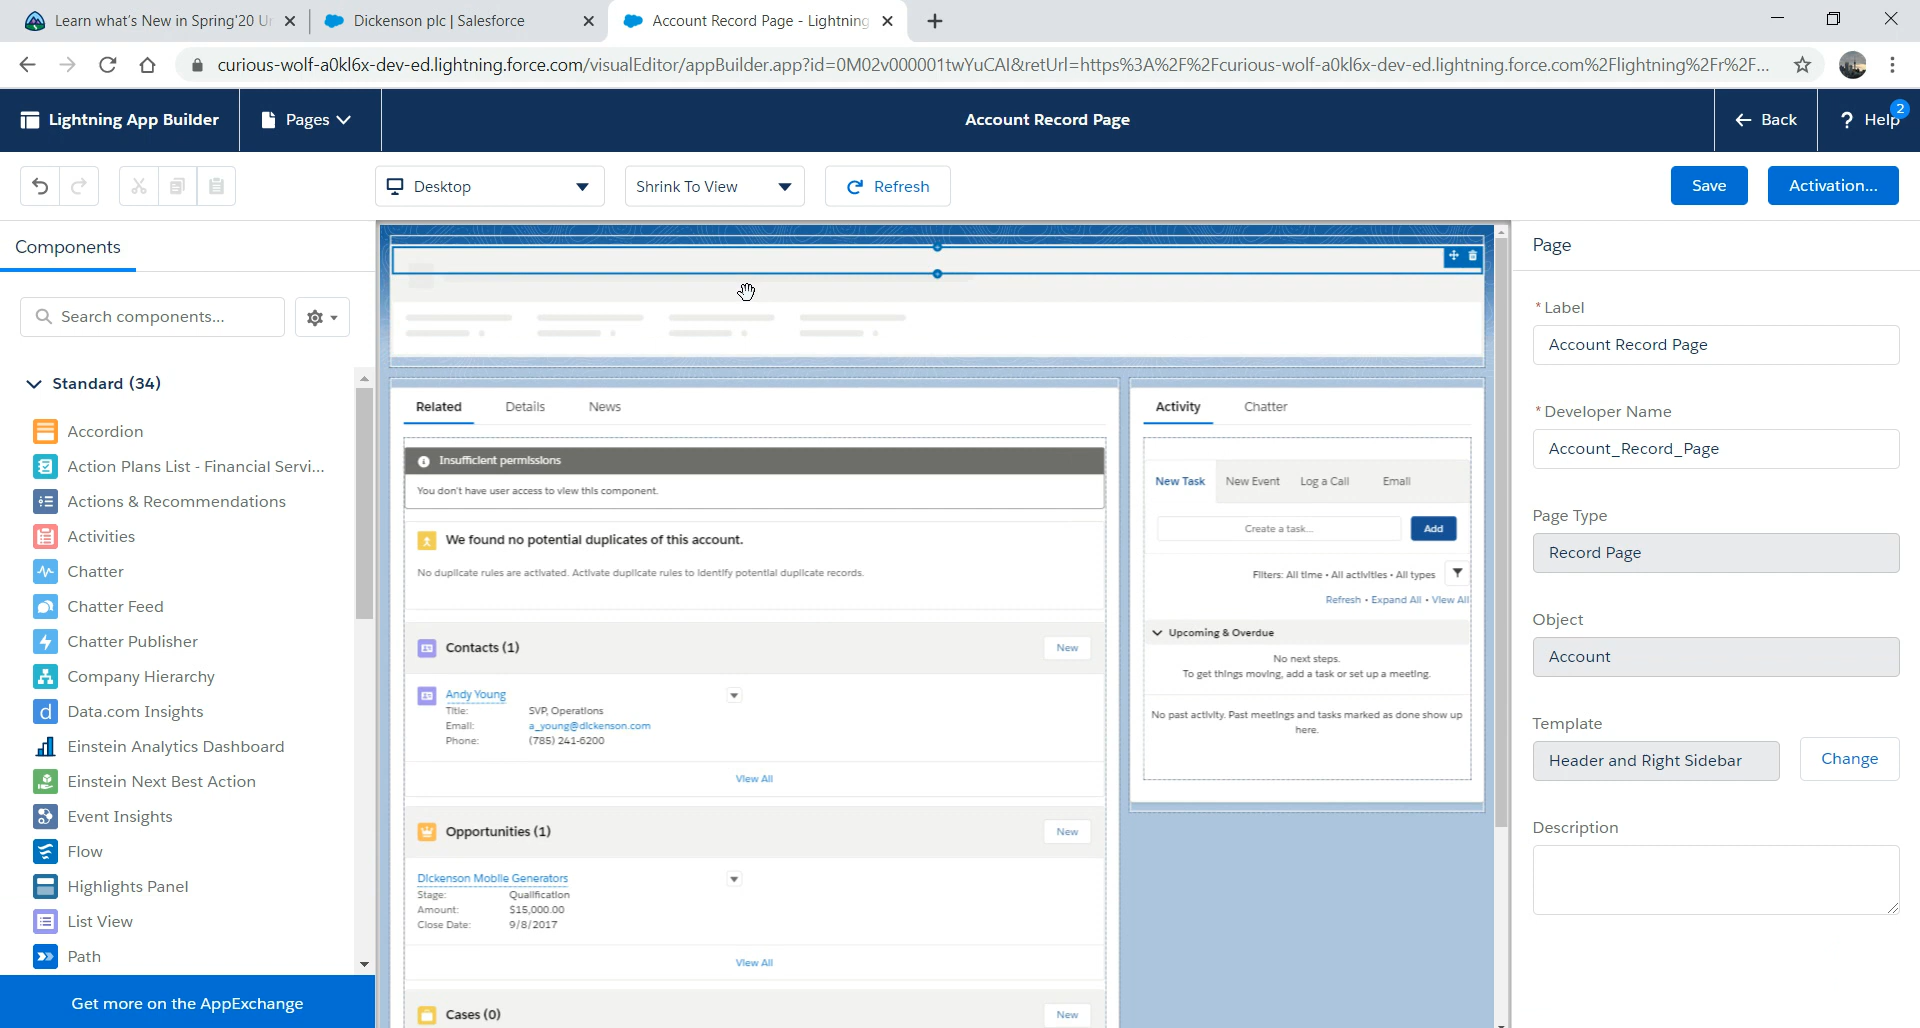 Learn what's New in Spring'20 Ur
Dickenson plc | Salesforce
Account Record Page - Lightning
curious-wolf-a0kl6x-dev-ed.lightning.force.com/visualEditor/appBuilder.app?id=0M02v000001twYuCAI&retUrl=https%3A%2F%2Fcurious-wolf-a0kl6x-dev-ed.lightning.force.com%2Flightning%2Fr%2F...
Lightning App Builder
Pages
Account Record Page
Back
? Help
2
Desktop
Shrink To View
Refresh
Save
Activation...
Components
Search components...
Standard (34)
Accordion
Action Plans List - Financial Servi...
Actions & Recommendations
Activities
Chatter
Chatter Feed
Chatter Publisher
Company Hierarchy
d Data.com Insights
Einstein Analytics Dashboard
Einstein Next Best Action
Event Insights
Flow
Highlights Panel
List View
Path
Get more on the AppExchange
Related
Details
News
Insufficient permissions
You don't have user access to view this component.
We found no potential duplicates of this account.
No duplicate rules are activated. Activate duplicate rules to identify potential duplicate records.
Contacts (1)
New
Andy Young
Title: SVP, Operations
Email: a_young@dickenson.com
Phone: (785) 241-6200
View All
Opportunities (1)
New
Dickenson Mobile Generators
Stage: Qualification
Amount: $15,000.00
Close Date: 9/8/2017
View All
Cases (0)
New
Activity
Chatter
New Task
New Event
Log a Call
Email
Create a task...
Add
Filters: All time • All activities • All types
Refresh • Expand All • View All
Upcoming & Overdue
No next steps.
To get things moving, add a task or set up a meeting.
No past activity. Past meetings and tasks marked as done show up
here.
Page
* Label
Account Record Page
* Developer Name
Account_Record_Page
Page Type
Record Page
Object
Account
Template
Header and Right Sidebar
Change
Description